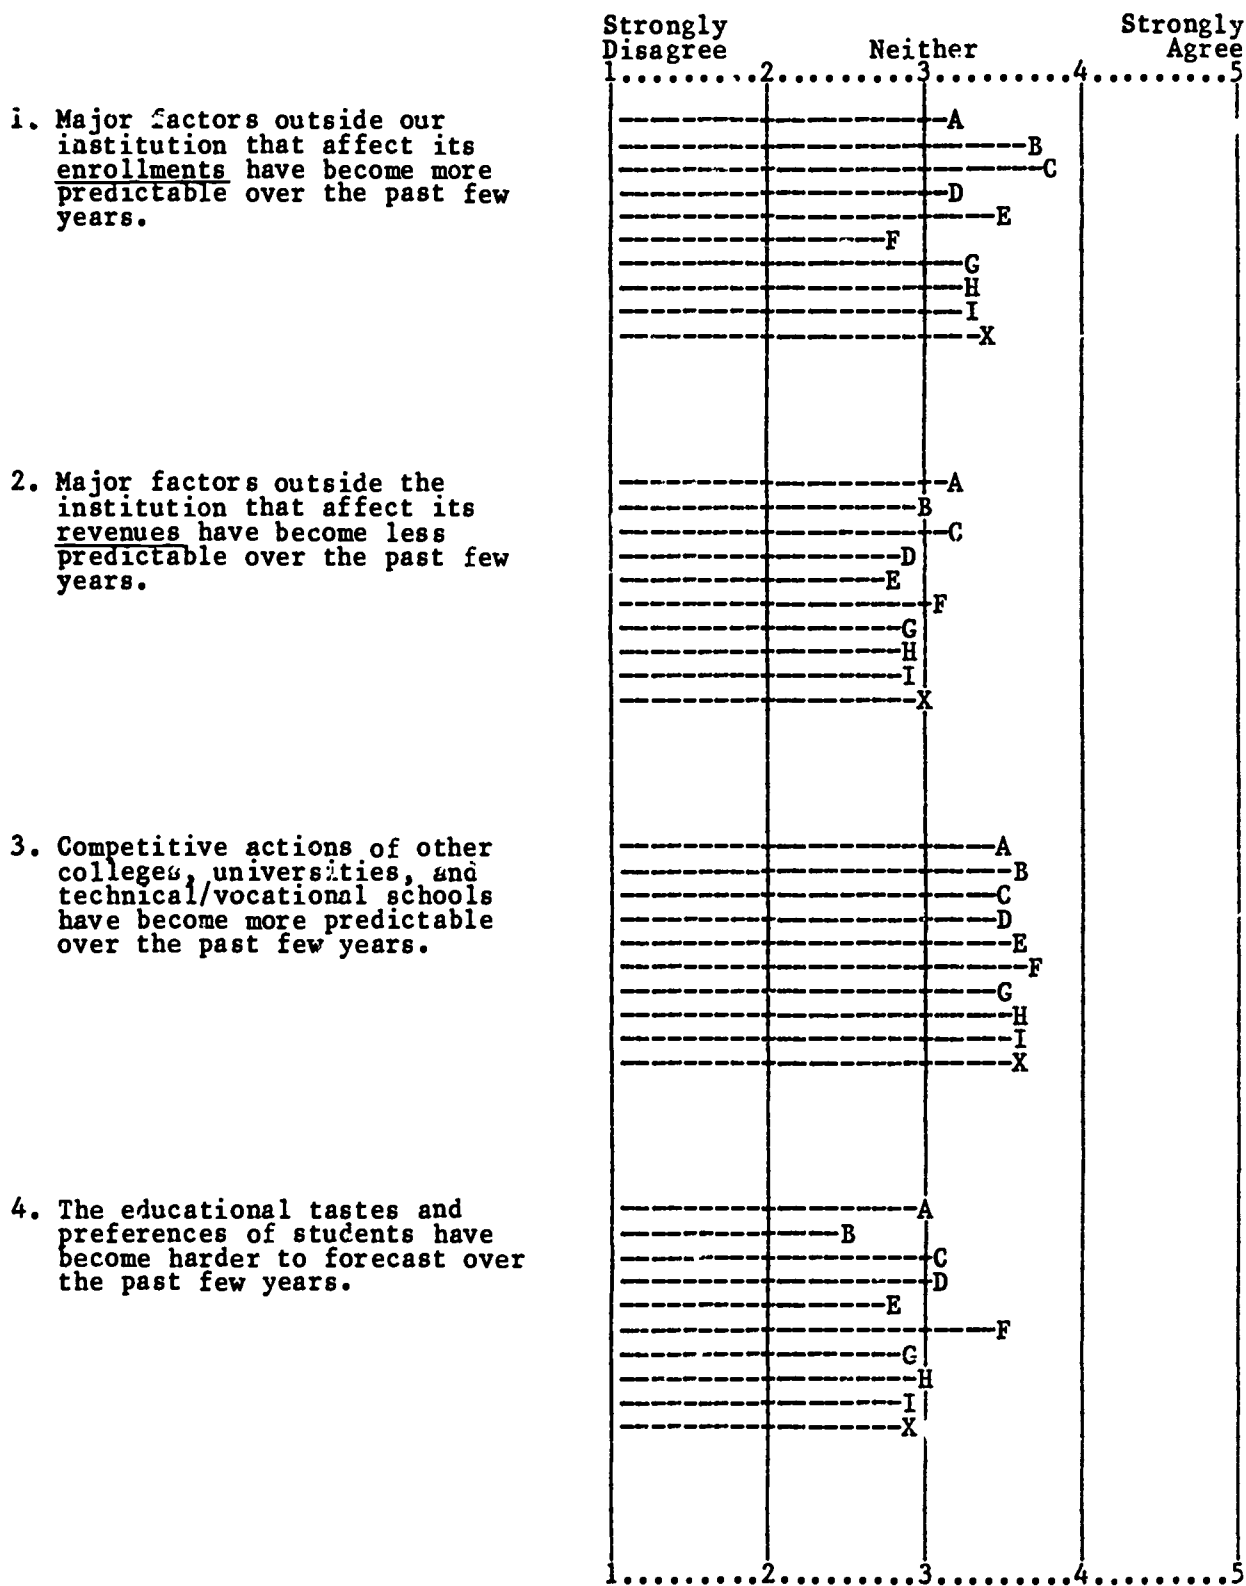 Strongly Strongly
Disagree Neither Agree
1.........2.........3.........4.........5
1. Major factors outside our
institution that affect its
enrollments have become more
predictable over the past few
years.
--------------------A
-------------------------B
--------------------------C
--------------------D
-----------------------E
----------------F
---------------------G
---------------------H
---------------------I
----------------------X
2. Major factors outside the
institution that affect its
revenues have become less
predictable over the past few
years.
--------------------A
------------------B
--------------------C
-----------------D
----------------E
-------------------F
-----------------G
-----------------H
-----------------I
------------------X
3. Competitive actions of other
colleges, universities, and
technical/vocational schools
have become more predictable
over the past few years.
-----------------------A
------------------------B
-----------------------C
-----------------------D
------------------------E
-------------------------F
-----------------------G
------------------------H
------------------------I
------------------------X
4. The educational tastes and
preferences of students have
become harder to forecast over
the past few years.
------------------A
-------------B
-------------------C
-------------------D
----------------E
-----------------------F
-----------------G
------------------H
-----------------I
-----------------X
1.........2.........3.........4.........5